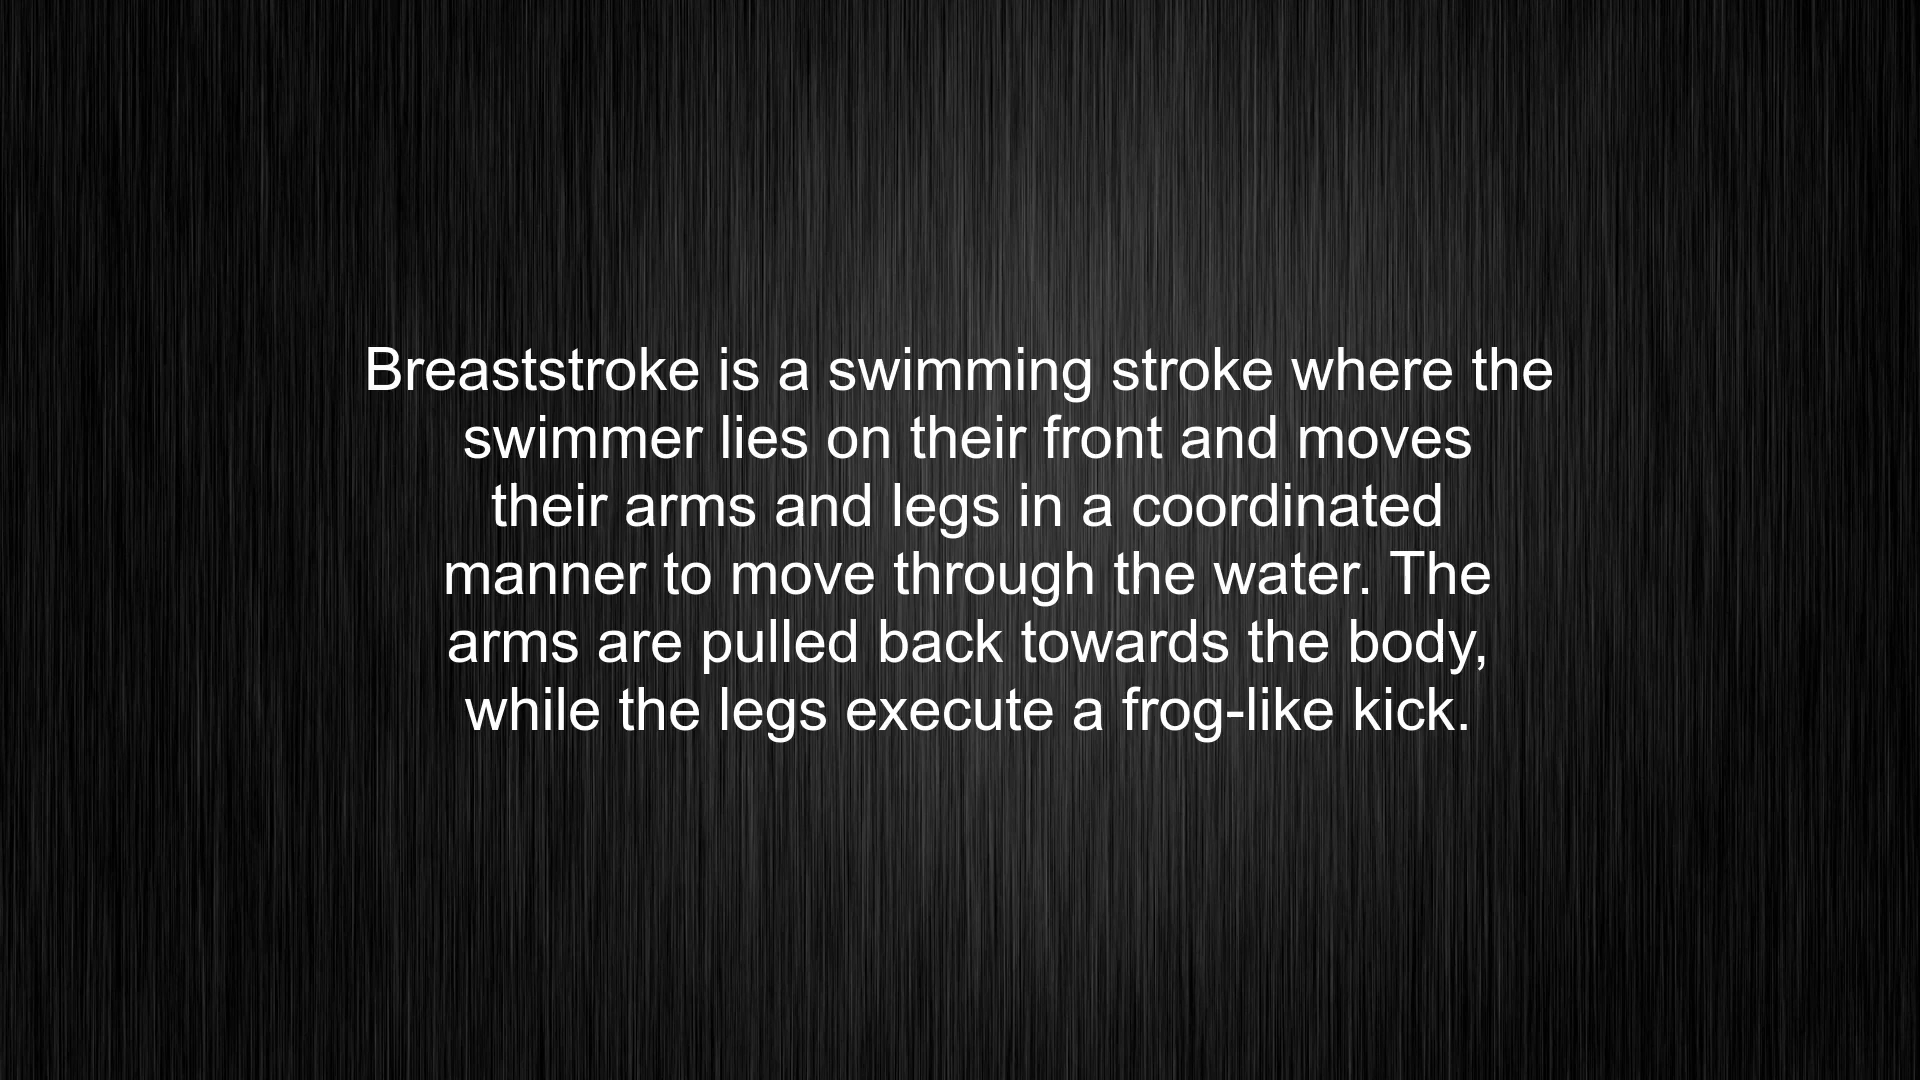 Breaststroke is a swimming stroke where the
swimmer lies on their front and moves
their arms and legs in a coordinated
manner to move through the water. The
arms are pulled back towards the body,
while the legs execute a frog-like kick.